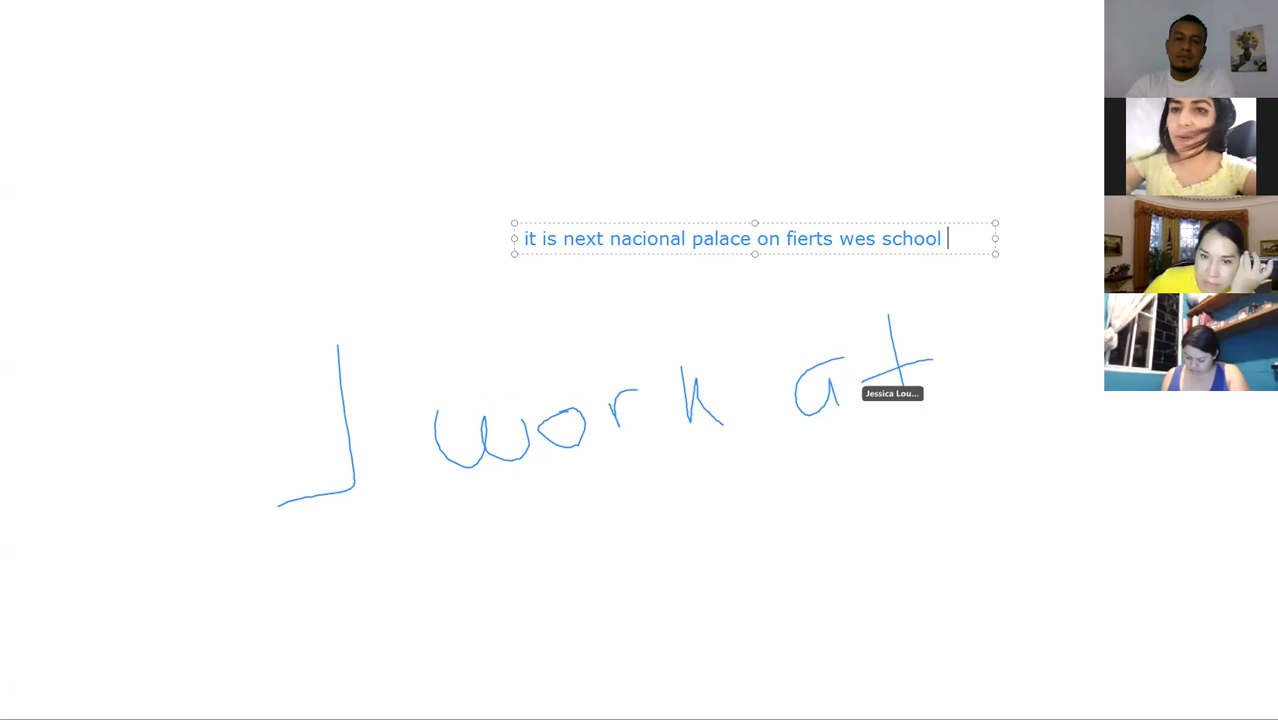 it is next nacional palace on fierts wes school
I work at
Jessica Lou...